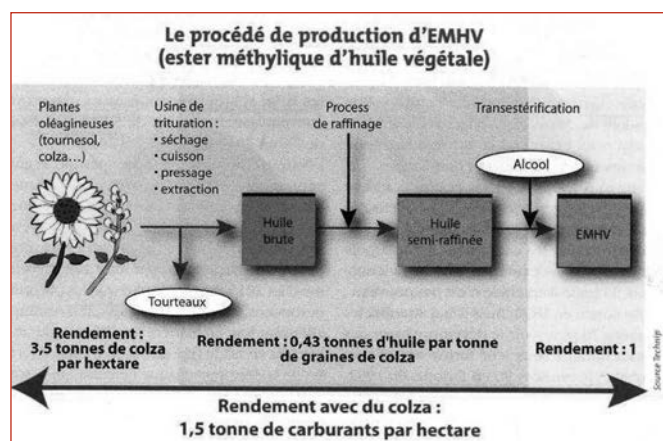 Le procédé de production d'EMHV
(ester méthylique d'huile végétale)
Plantes
oléagineuses
(tournesol,
colza...)
Usine de
trituration :
• séchage
• cuisson
• pressage
• extraction
Process
de raffinage
Transestérification
Alcool
Huile
brute
Huile
semi-raffinée
EMHV
Tourteaux
Rendement :
3,5 tonnes de colza
par hextare
Rendement : 0,43 tonnes d'huile par tonne
de graines de colza
Rendement : 1
Rendement avec du colza :
1,5 tonne de carburants par hectare